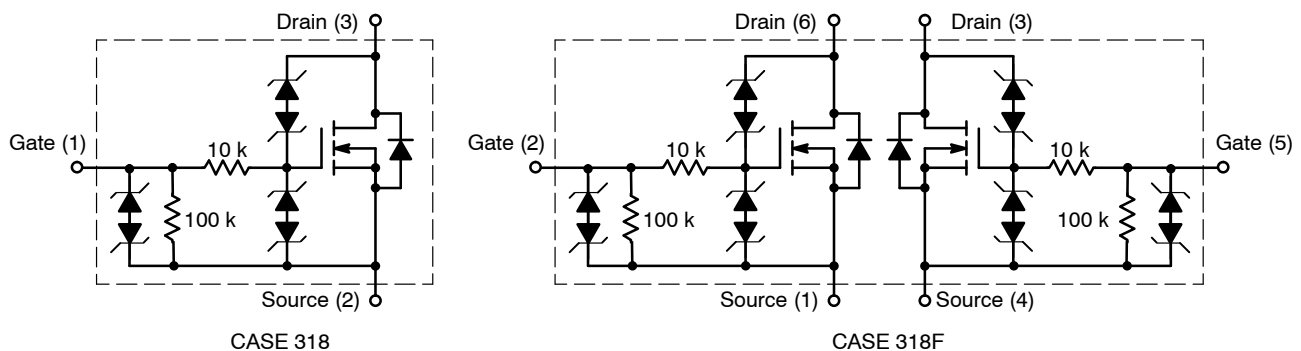 Drain (3)
Gate (1)
10 k
100 k
Source (2)
CASE 318
Drain (6)
Drain (3)
Gate (2)
10 k
10 k
Gate (5)
100 k
100 k
Source (1)
Source (4)
CASE 318F